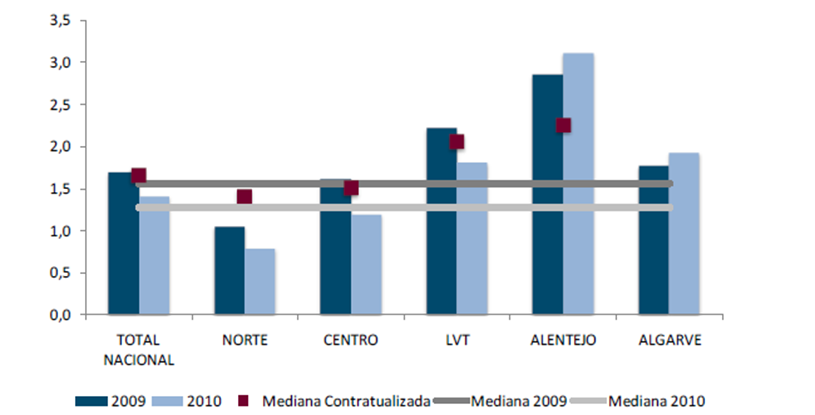 3,5
3,0
2,5
2,0
1,5
1,0
0,5
0,0
TOTAL NACIONAL
NORTE
CENTRO
LVT
ALENTEJO
ALGARVE
2009
2010
Mediana Contratualizada
Mediana 2009
Mediana 2010